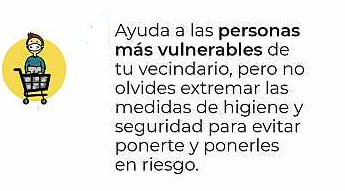 Ayuda a las personas
más vulnerables de
tu vecindario, pero no
olvides extremar las
medidas de higiene y
seguridad para evitar
ponerte y ponerles
en riesgo.